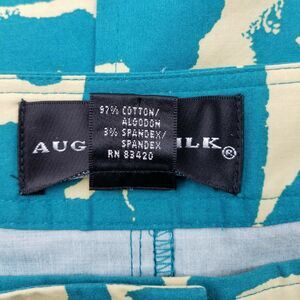 97% COTTON/
ALGODON
3% SPANDEX/
SPANDEX
RN 83420
AUG ILK®